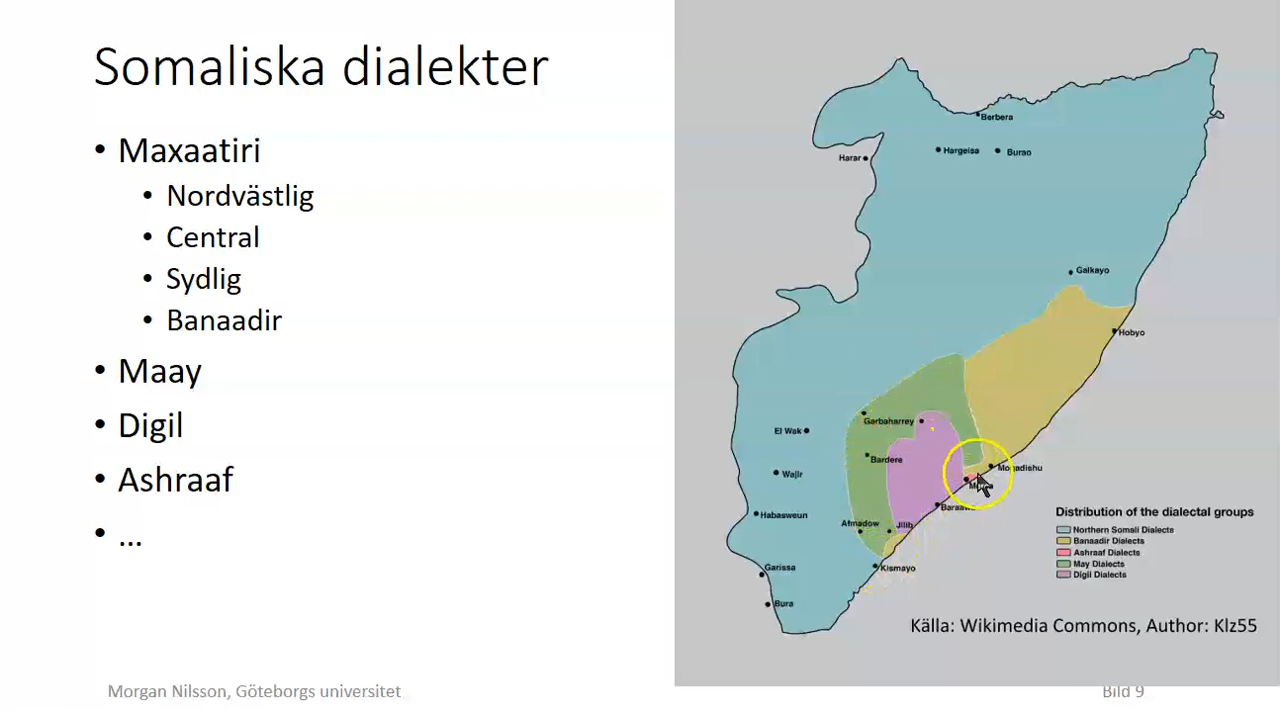 Somaliska dialekter
• Maxaatiri
• Nordvästlig
• Central
• Sydlig
• Banaadir
• Maay
• Digil
• Ashraaf
• ...
Berbera
Hargeisa
Burao
Harar
Galkayo
Hobyo
Garbaharrey
El Wak
Bardere
Mogadishu
Wajir
Habasweun
Afmadow
Jilib
Garissa
Kismayo
Bura
Distribution of the dialectal groups
Northern Somali Dialects
Banaadir Dialects
Ashraaf Dialects
May Dialects
Digil Dialects
Källa: Wikimedia Commons, Author: Klz55
Morgan Nilsson, Göteborgs universitet
Bild 9